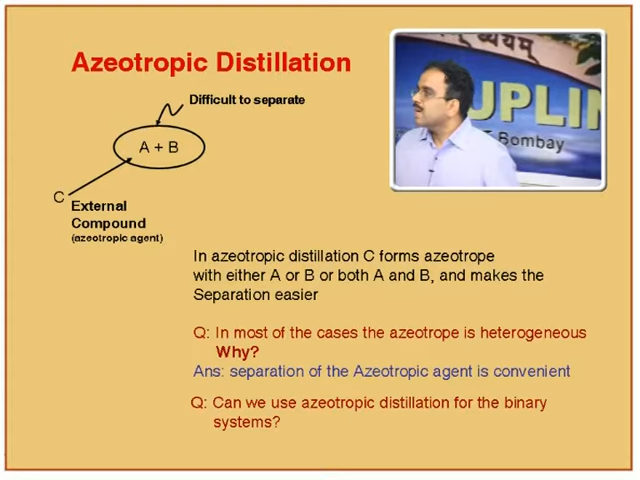 Azeotropic Distillation
Difficult to separate
A + B
C
External
Compound
(azeotropic agent)
UPLIN
Bombay
In azeotropic distillation C forms azeotrope
with either A or B or both A and B, and makes the
Separation easier
Q: In most of the cases the azeotrope is heterogeneous
Why?
Ans: separation of the Azeotropic agent is convenient
Q: Can we use azeotropic distillation for the binary
systems?